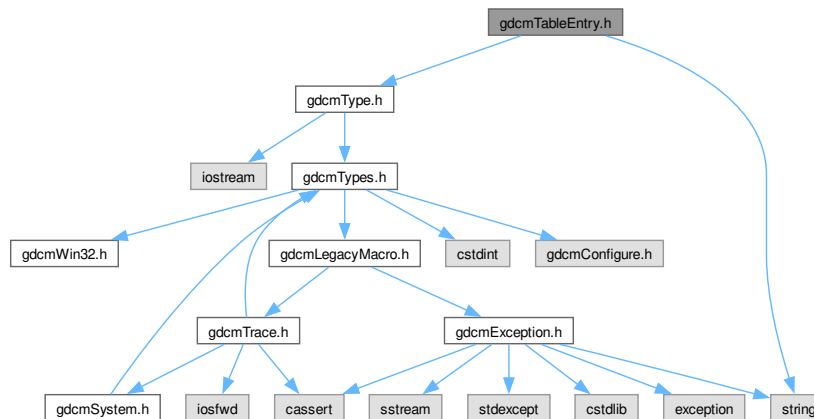 gdcmTableEntry.h
gdcmType.h
iostream
gdcmTypes.h
gdcmWin32.h
gdcmLegacyMacro.h
cstdint
gdcmConfigure.h
gdcmTrace.h
gdcmException.h
gdcmSystem.h
iosfwd
cassert
sstream
stdexcept
cstdlib
exception
string